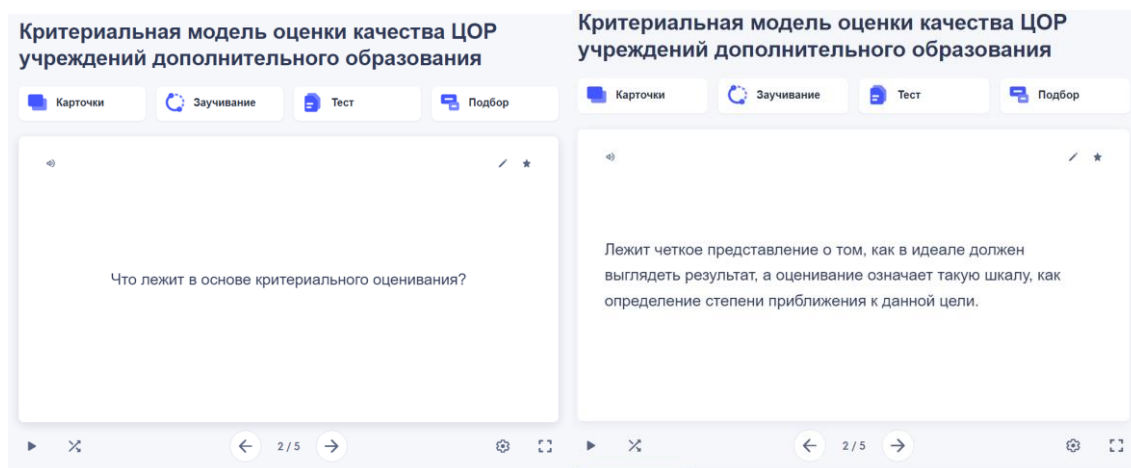 Критериальная модель оценки качества ЦОР
учреждений дополнительного образования
Карточки
Заучивание
Тест
Подбор
Что лежит в основе критериального оценивания?
2 / 5
Критериальная модель оценки качества ЦОР
учреждений дополнительного образования
Карточки
Заучивание
Тест
Подбор
Лежит четкое представление о том, как в идеале должен
выглядеть результат, а оценивание означает такую шкалу, как
определение степени приближения к данной цели.
2 / 5